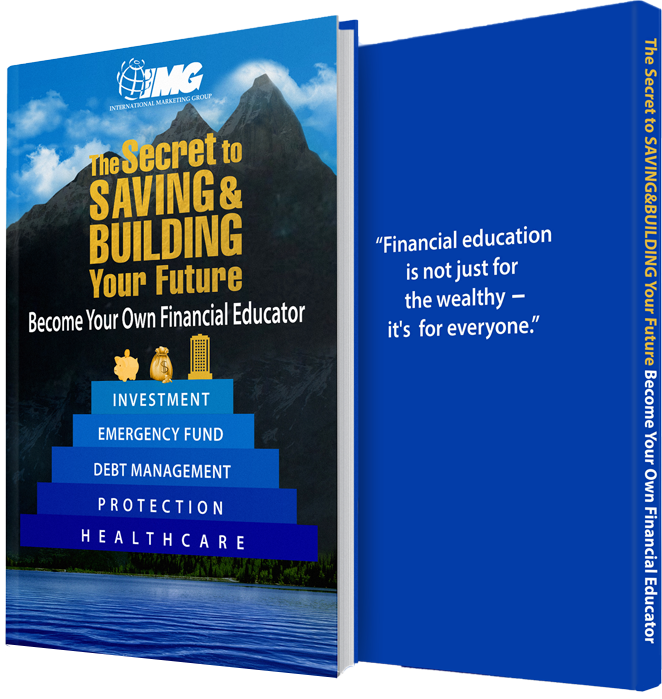 IMG
INTERNATIONAL MARKETING GROUP
The Secret to
SAVING &
BUILDING
Your Future
Become Your Own Financial Educator
$
INVESTMENT
EMERGENCY FUND
DEBT MANAGEMENT
PROTECTION
HEALTHCARE
“Financial education
is not just for
the wealthy –
it's for everyone.”
The Secret to SAVING&BUILDING Your Future Become Your Own Financial Educator